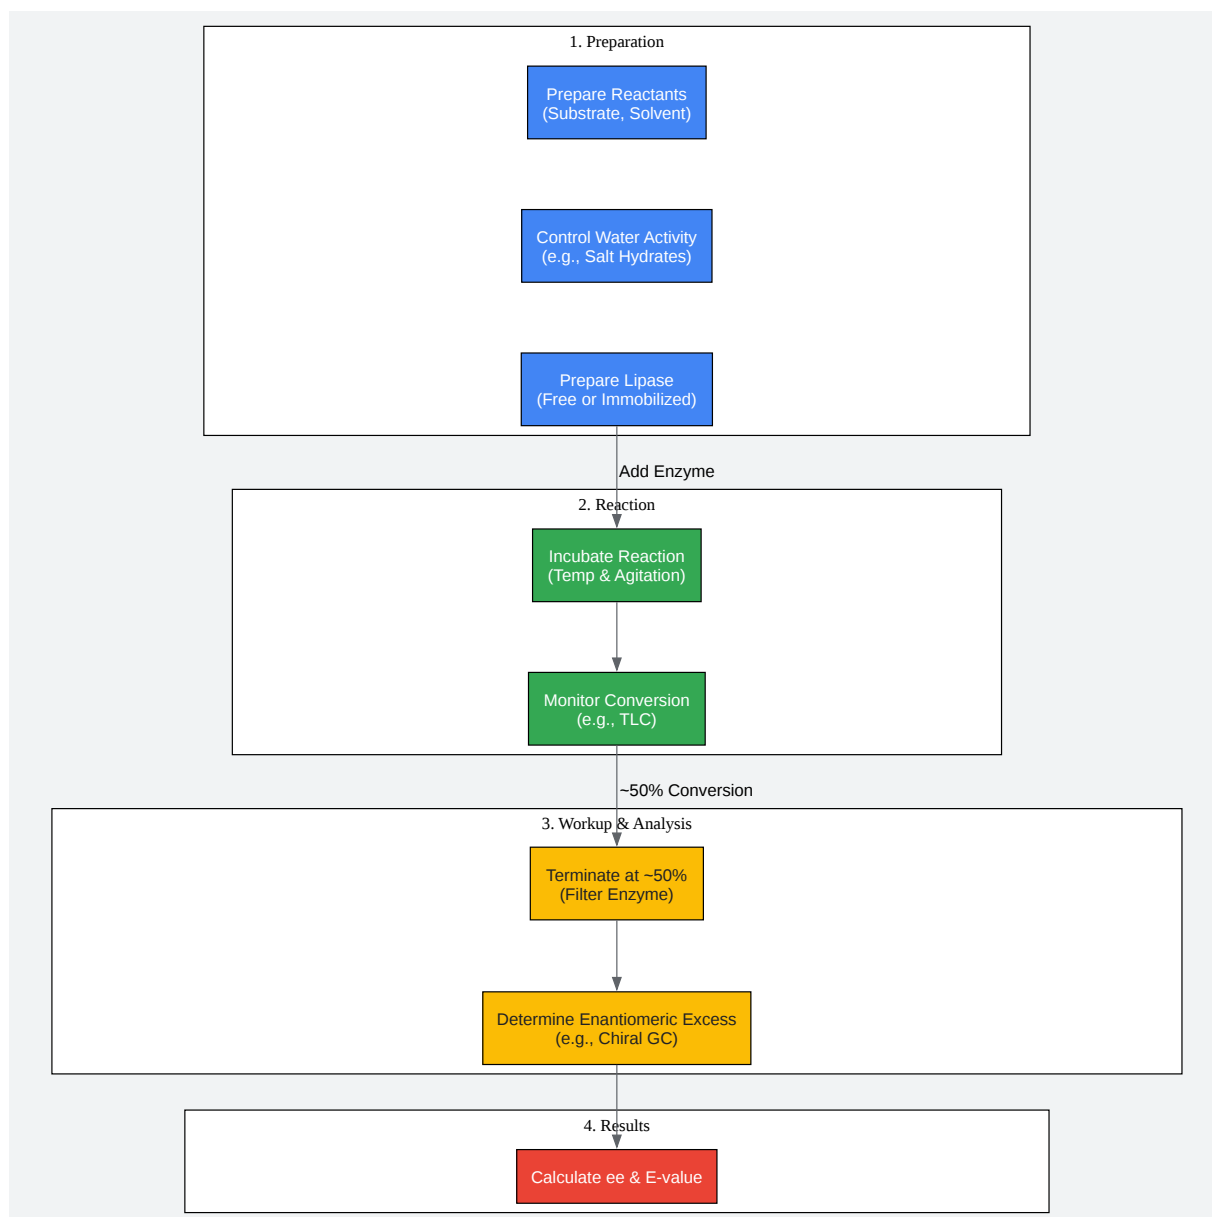 1. Preparation
Prepare Reactants
(Substrate, Solvent)
Control Water Activity
(e.g., Salt Hydrates)
Prepare Lipase
(Free or Immobilized)
Add Enzyme
2. Reaction
Incubate Reaction
(Temp & Agitation)
Monitor Conversion
(e.g., TLC)
~50% Conversion
3. Workup & Analysis
Terminate at ~50%
(Filter Enzyme)
Determine Enantiomeric Excess
(e.g., Chiral GC)
4. Results
Calculate ee & E-value